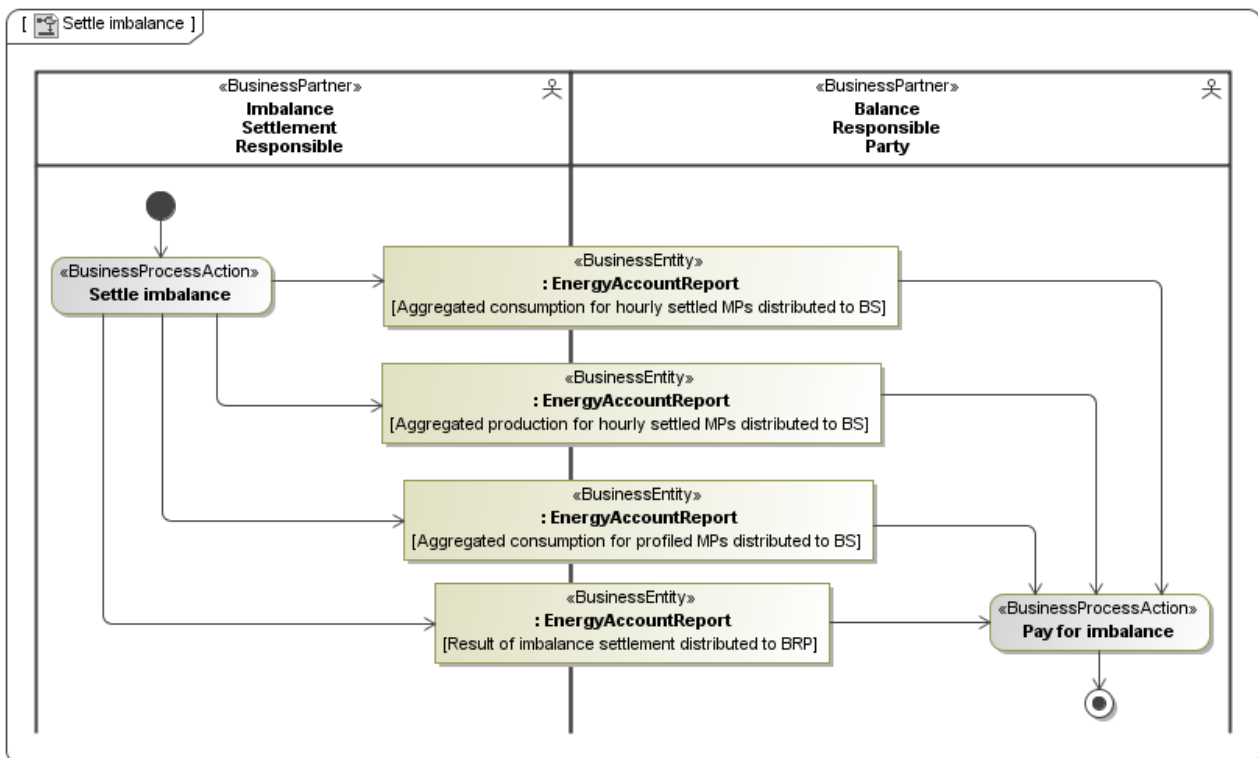 [ Settle imbalance ]
«BusinessPartner»
Imbalance
Settlement
Responsible
«BusinessPartner»
Balance
Responsible
Party
«BusinessProcessAction»
Settle imbalance
«BusinessEntity»
: EnergyAccountReport
[Aggregated consumption for hourly settled MPs distributed to BS]
«BusinessEntity»
: EnergyAccountReport
[Aggregated production for hourly settled MPs distributed to BS]
«BusinessEntity»
: EnergyAccountReport
[Aggregated consumption for profiled MPs distributed to BS]
«BusinessEntity»
: EnergyAccountReport
[Result of imbalance settlement distributed to BRP]
«BusinessProcessAction»
Pay for imbalance